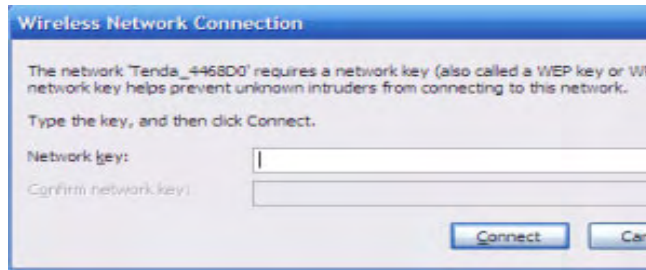 Wireless Network Connection
The network 'Tenda_4468D0' requires a network key (also called a WEP key or W
network key helps prevent unknown intruders from connecting to this network.
Type the key, and then click Connect.
Network key:
Confirm network key:
Connect
Can